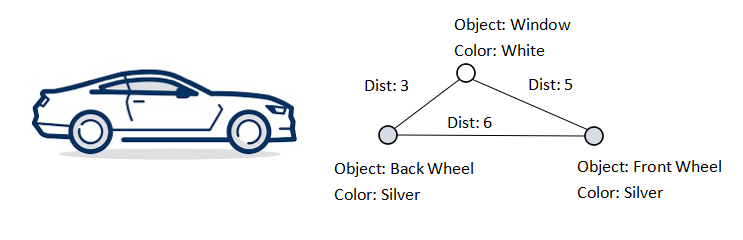 Object: Window
Color: White
Dist: 3
Dist: 5
Dist: 6
Object: Back Wheel
Color: Silver
Object: Front Wheel
Color: Silver